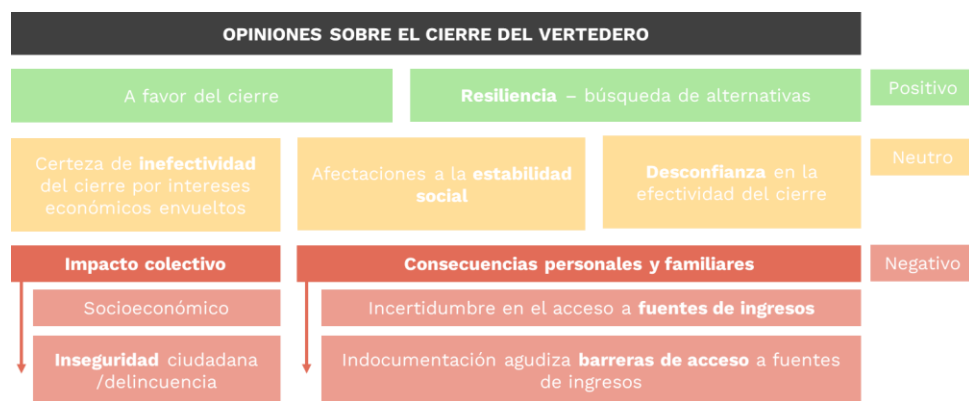 OPINIONES SOBRE EL CIERRE DEL VERTEDERO
A favor del cierre
Resiliencia – búsqueda de alternativas
Positivo
Certeza de inefectividad
del cierre por intereses
económicos envueltos
Afectaciones a la estabilidad
social
Desconfianza en la
efectividad del cierre
Neutro
Impacto colectivo
Consecuencias personales y familiares
Negativo
Socioeconómico
Incertidumbre en el acceso a fuentes de ingresos
Inseguridad ciudadana
/delincuencia
Indocumentación agudiza barreras de acceso a fuentes
de ingresos